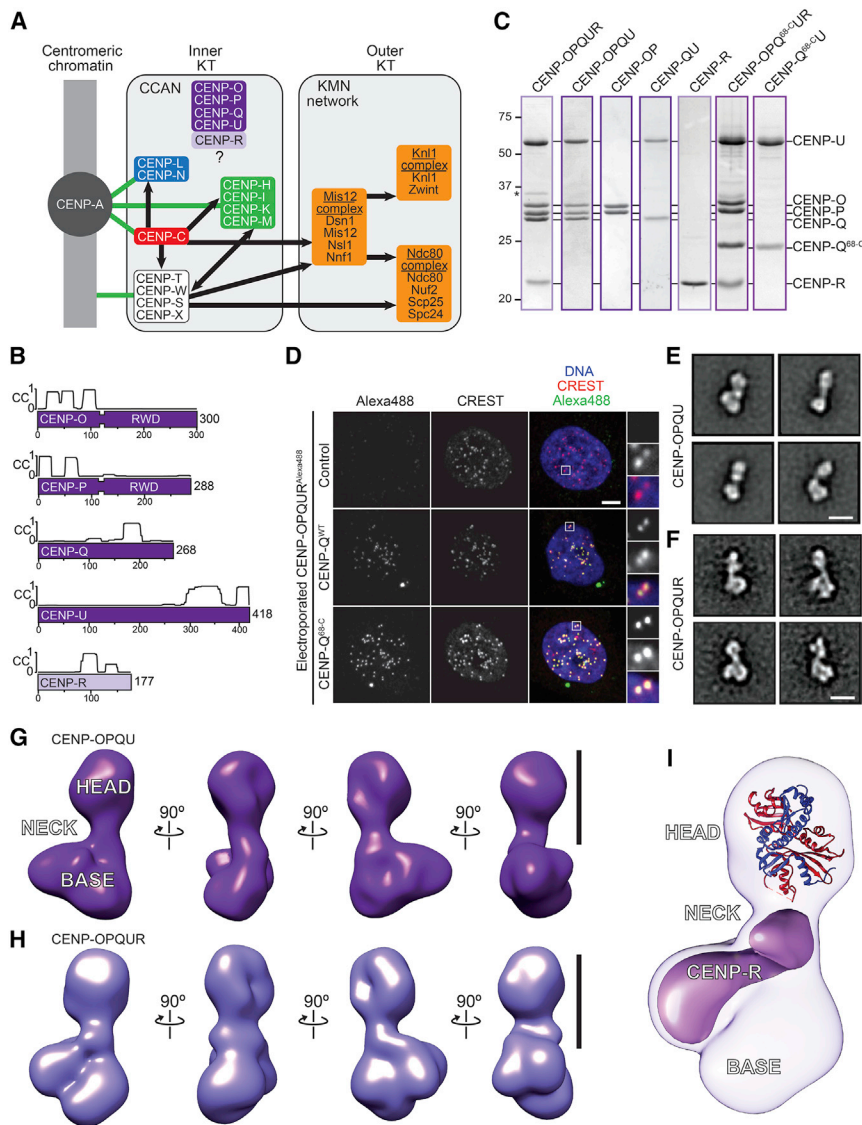 A
Centromeric
chromatin
Inner
KT
Outer
KT
CCAN
KMN
network
CENP-O
CENP-P
CENP-Q
CENP-U
CENP-R
?
CENP-L
CENP-N
CENP-A
CENP-H
CENP-I
CENP-K
CENP-M
CENP-C
CENP-T
CENP-W
CENP-S
CENP-X
Mis12
complex
Dsn1
Mis12
Nsl1
Nnf1
Knl1
complex
Knl1
Zwint
Ndc80
complex
Ndc80
Nuf2
Scp25
Spc24
B
CC 1
0
CENP-O RWD 300
0 100 200
CC 1
0
CENP-P RWD 288
0 100 200
CC 1
0
CENP-Q 268
0 100 200
CC 1
0
CENP-U 418
0 100 200 300 400
CC 1
0
CENP-R 177
0 100
C
CENP-OPQUR
CENP-OPQU
CENP-OP
CENP-QU
CENP-R
CENP-OPQ68-CUR
CENP-Q68-CU
75
50
37
*
25
20
CENP-U
CENP-O
CENP-P
CENP-Q
CENP-Q68-C
CENP-R
D
Alexa488
CREST
DNA
CREST
Alexa488
Electroporated CENP-OPQURAlexa488
Control
CENP-QWT
CENP-Q68-C
E
CENP-OPQU
F
CENP-OPQUR
G
CENP-OPQU
HEAD
NECK
BASE
90º
90º
90º
H
CENP-OPQUR
90º
90º
90º
I
HEAD
NECK
CENP-R
BASE